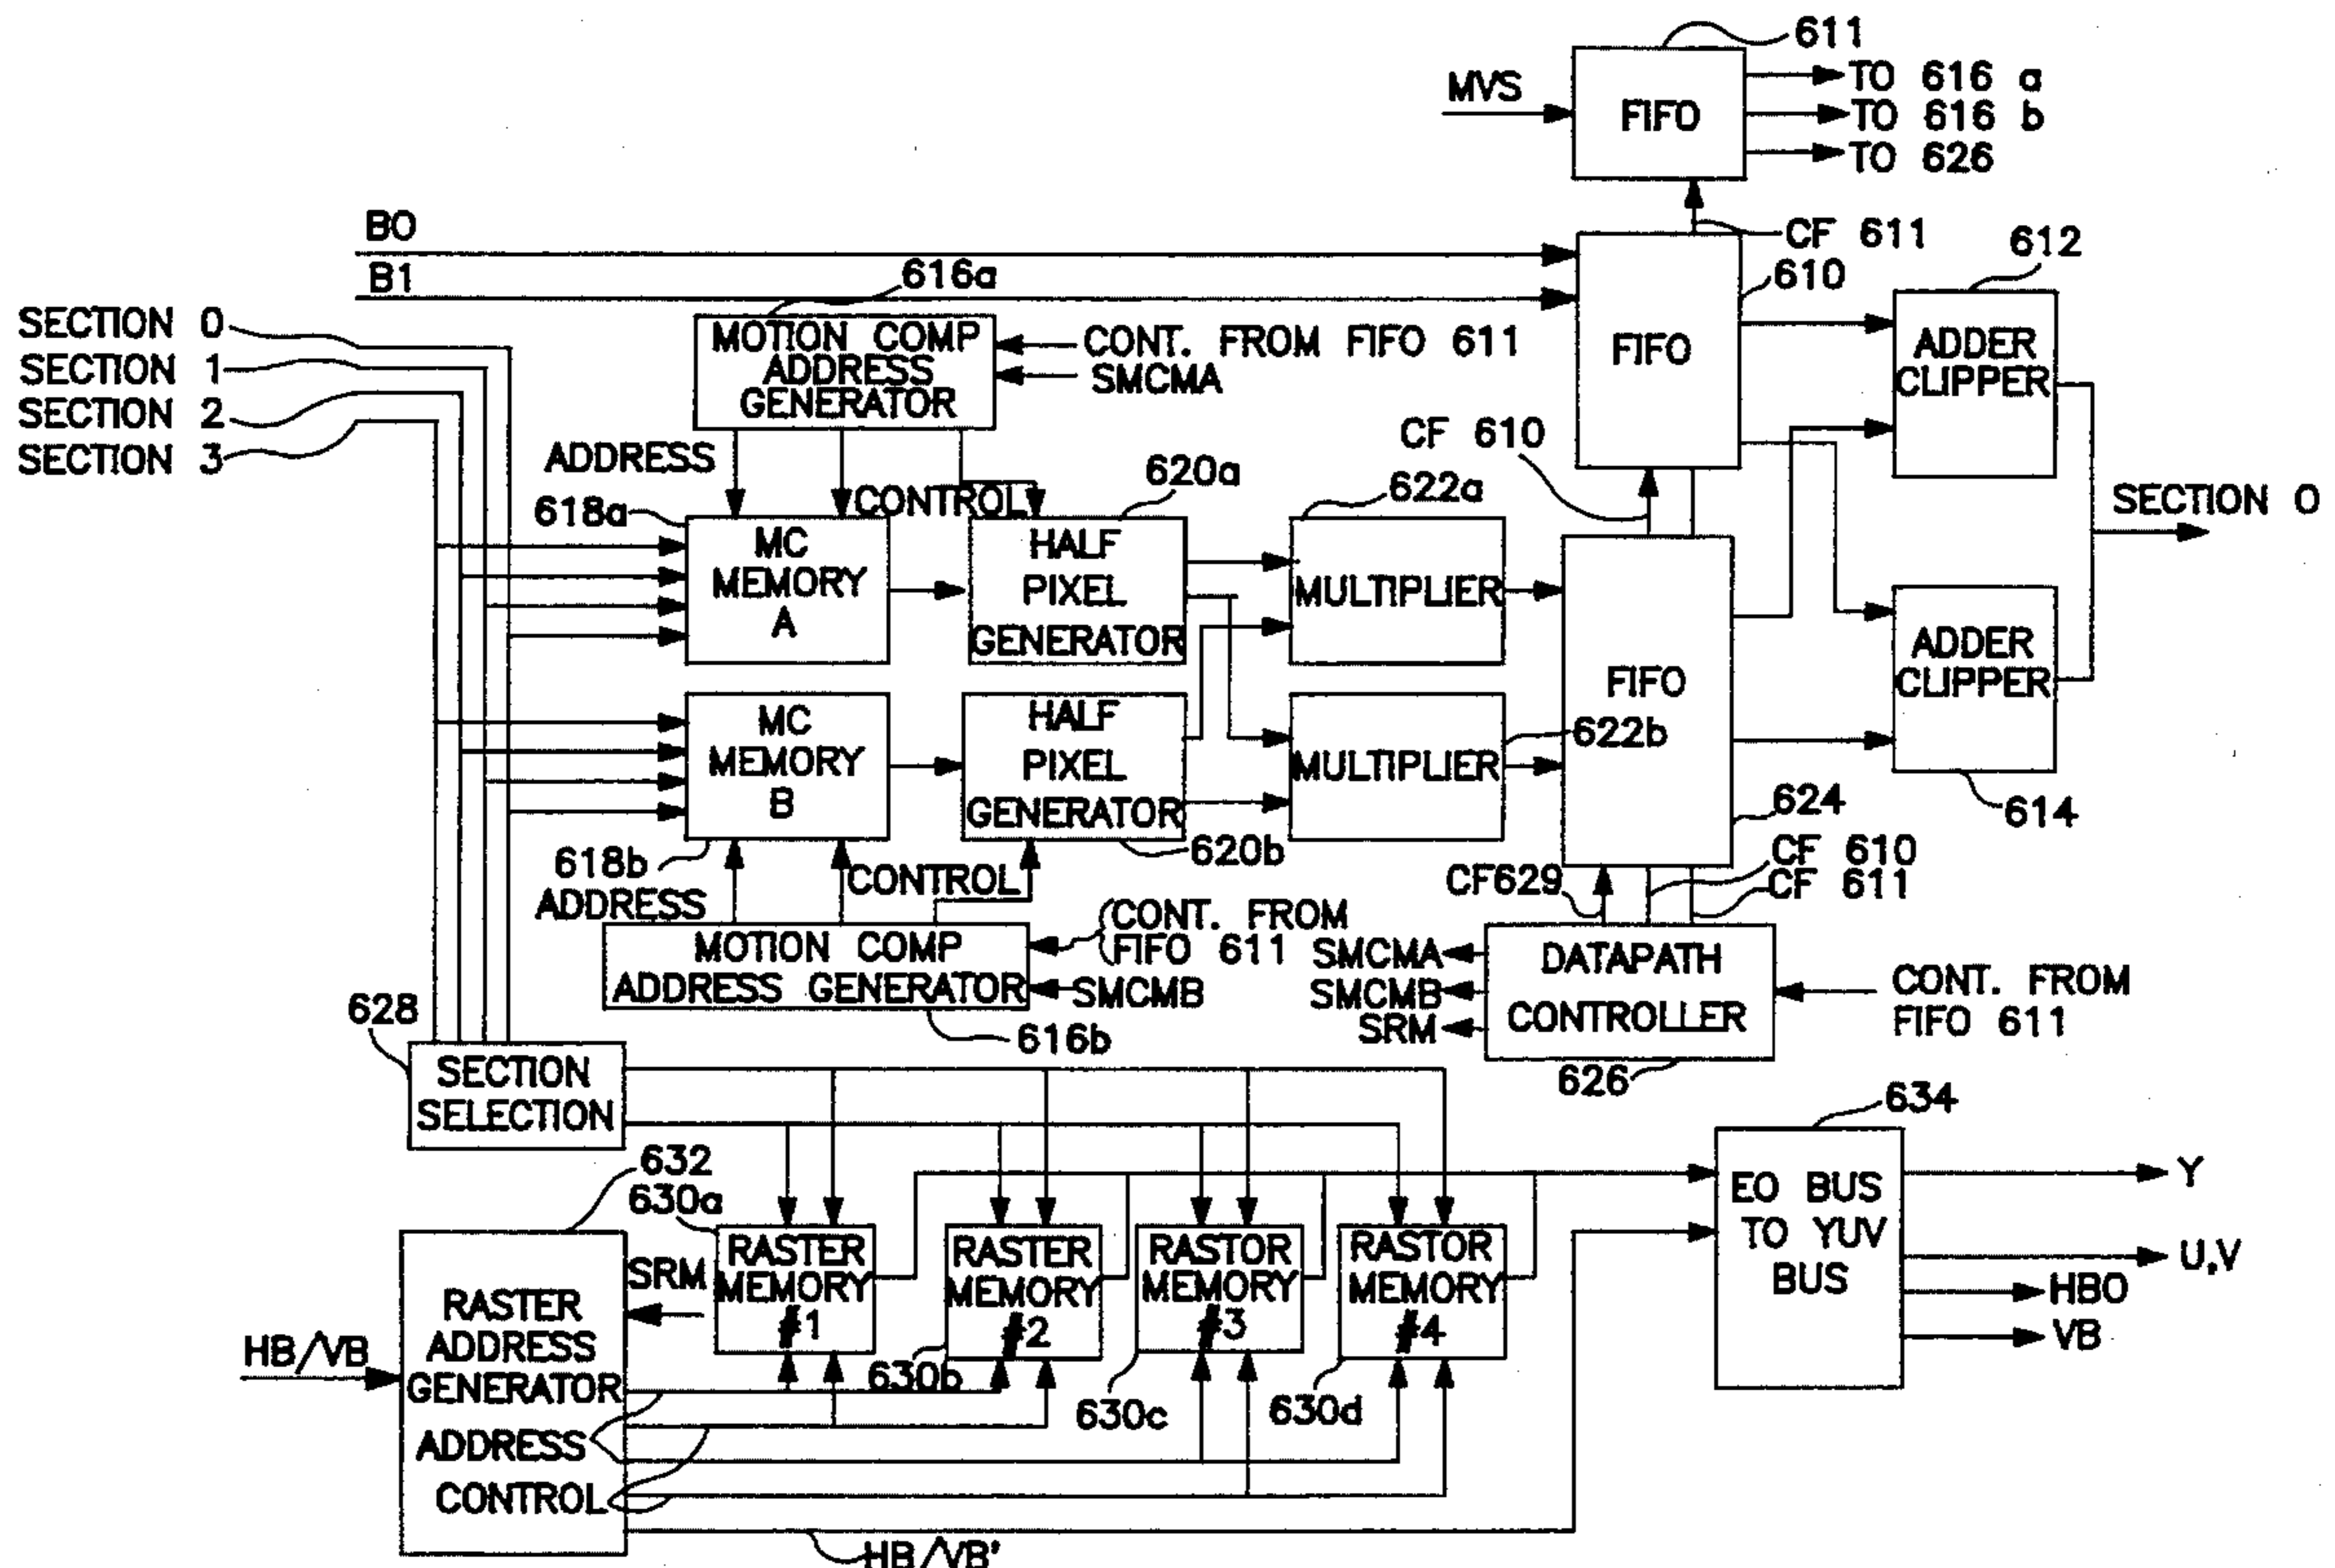 611
MVS
FIFO
TO 616 a
TO 616 b
TO 626
B0
B1
CF 611
610
612
616a
SECTION 0
SECTION 1
SECTION 2
SECTION 3
MOTION COMP
ADDRESS
GENERATOR
CONT. FROM FIFO 611
SMCMA
FIFO
ADDER
CLIPPER
CF 610
ADDRESS
CONTROL
620a
622a
618a
SECTION 0
MC
MEMORY
A
HALF
PIXEL
GENERATOR
MULTIPLIER
FIFO
ADDER
CLIPPER
MC
MEMORY
B
HALF
PIXEL
GENERATOR
MULTIPLIER
622b
624
614
618b
ADDRESS
CONTROL
620b
CF629
CF 610
CF 611
MOTION COMP
ADDRESS GENERATOR
CONT. FROM
FIFO 611
SMCMB
SMCMA
SMCMB
SRM
DATAPATH
CONTROLLER
CONT. FROM
FIFO 611
628
616b
626
SECTION
SELECTION
634
632
630a
EO BUS
TO YUV
BUS
Y
U,V
HBO
VB
SRM
RASTER
MEMORY
#1
RASTER
MEMORY
#2
RASTOR
MEMORY
#3
RASTOR
MEMORY
#4
HB/VB
RASTER
ADDRESS
GENERATOR
630b
630c
630d
ADDRESS
CONTROL
HB/VB'